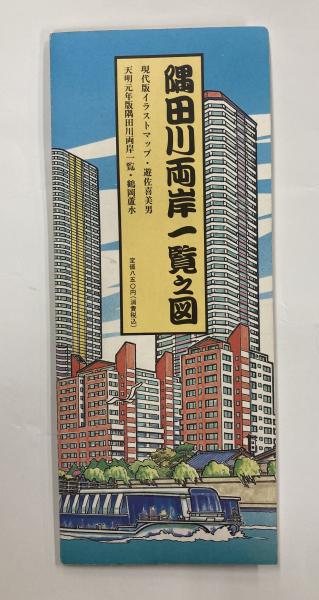 隅田川両岸一覧之図
現代版イラストマップ・遊佐喜美男
天明元年版隅田川両岸一覧・鶴岡蘆水
定価八五〇円(消費税込)